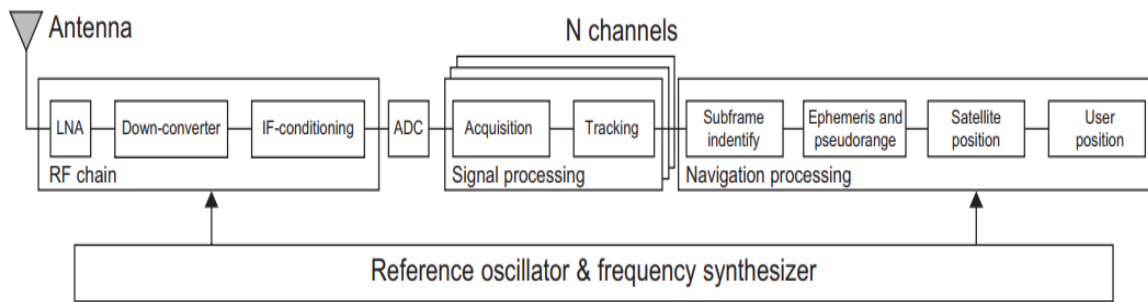 Antenna
N channels
LNA
Down-converter
IF-conditioning
ADC
Acquisition
Tracking
Subframe
indentify
Ephemeris and
pseudorange
Satellite
position
User
position
RF chain
Signal processing
Navigation processing
Reference oscillator & frequency synthesizer